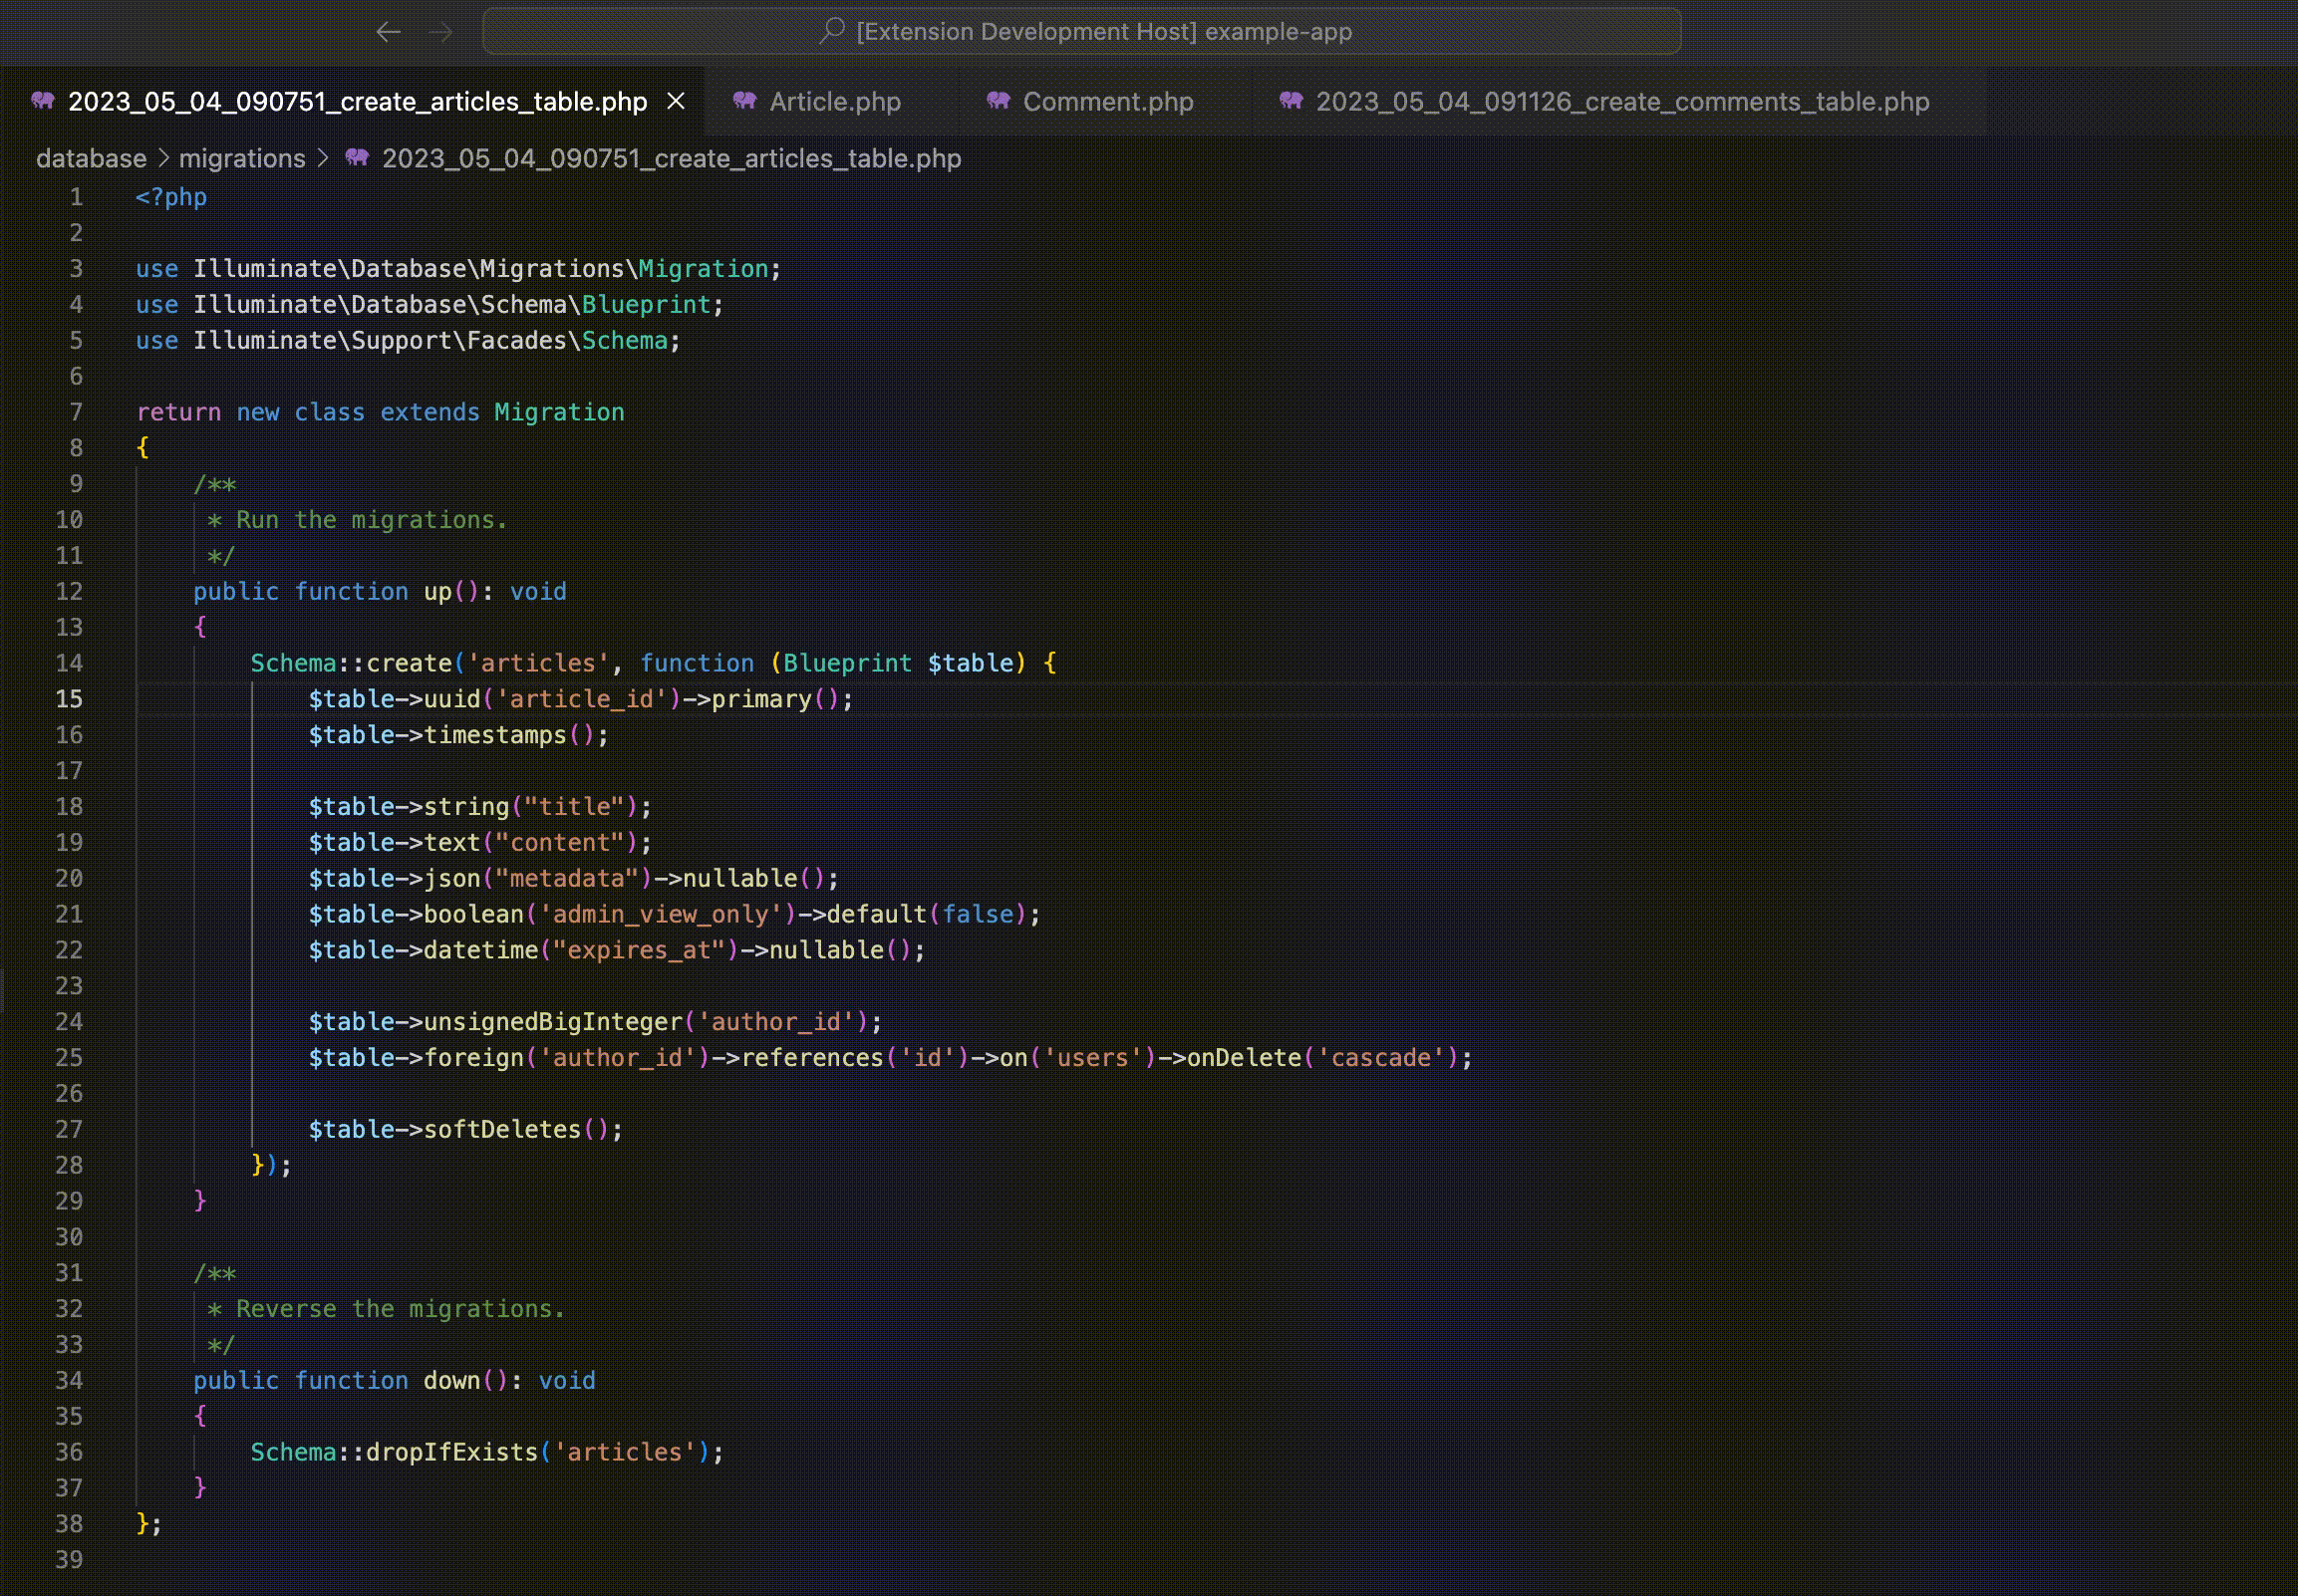 [Extension Development Host] example-app
2023_05_04_090751_create_articles_table.php Article.php Comment.php 2023_05_04_091126_create_comments_table.php
database > migrations > 2023_05_04_090751_create_articles_table.php
1 <?php
2
3 use Illuminate\Database\Migrations\Migration;
4 use Illuminate\Database\Schema\Blueprint;
5 use Illuminate\Support\Facades\Schema;
6
7 return new class extends Migration
8 {
9     /**
10      * Run the migrations.
11      */
12     public function up(): void
13     {
14         Schema::create('articles', function (Blueprint $table) {
15             $table->uuid('article_id')->primary();
16             $table->timestamps();
17
18             $table->string("title");
19             $table->text("content");
20             $table->json("metadata")->nullable();
21             $table->boolean('admin_view_only')->default(false);
22             $table->datetime("expires_at")->nullable();
23
24             $table->unsignedBigInteger('author_id');
25             $table->foreign('author_id')->references('id')->on('users')->onDelete('cascade');
26
27             $table->softDeletes();
28         });
29     }
30
31     /**
32      * Reverse the migrations.
33      */
34     public function down(): void
35     {
36         Schema::dropIfExists('articles');
37     }
38 };
39